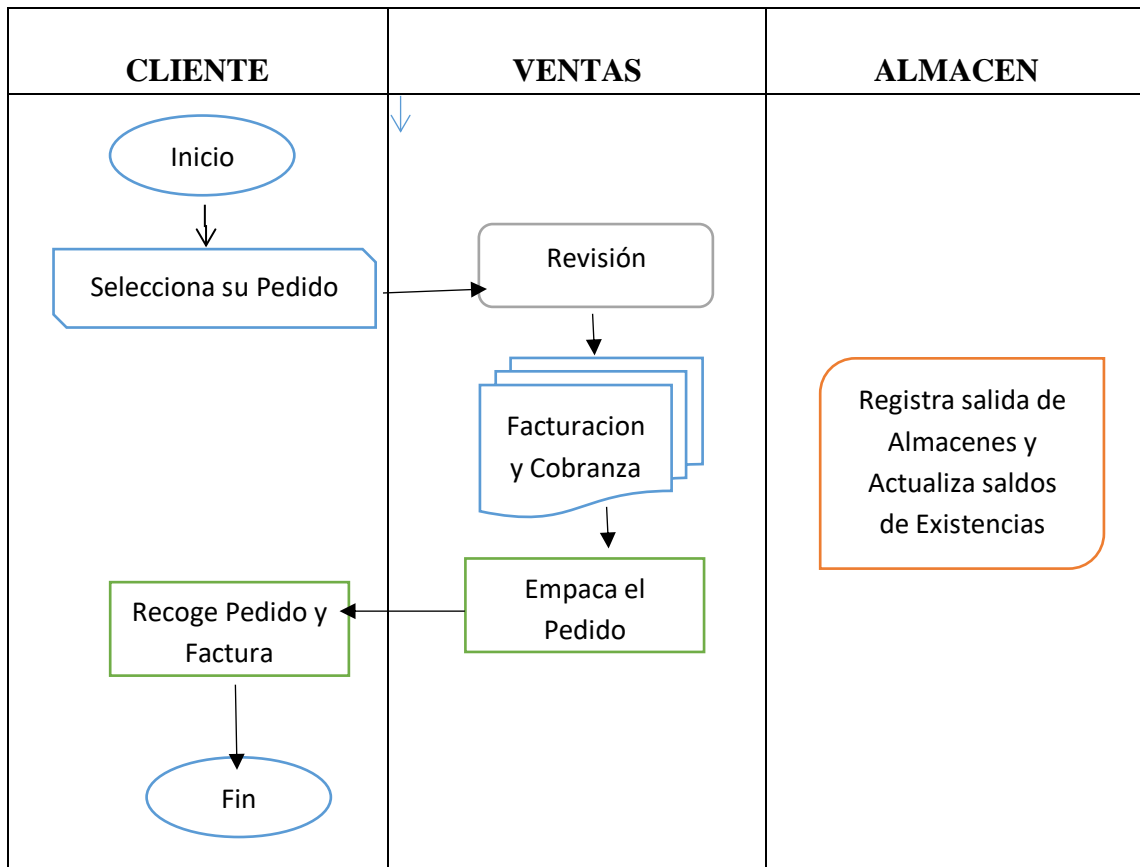 CLIENTE
VENTAS
ALMACEN
Inicio
Selecciona su Pedido
Revisión
Facturacion
y Cobranza
Registra salida de
Almacenes y
Actualiza saldos
de Existencias
Empaca el
Pedido
Recoge Pedido y
Factura
Fin